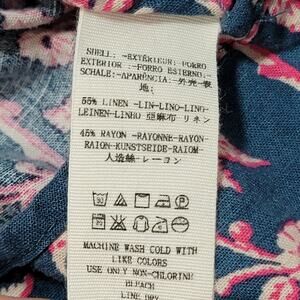 SHELL: -EXTÉRIEUR: -FORRO
EXTERIOR : -FORRO ESTERNO:-
SCHALE:-APARÊNCIA:-外壳-表
地:
55% LINEN -LIN-LINO-LINO-
LEINEN-LINHO 亞麻布-リネン
45% RAYON -RAYONNE-RAYON-
RAION-KUNSTSEIDE-RAIOM-
人造絲-レーヨン
MACHINE WASH COLD WITH
LIKE COLORS
USE ONLY NON-CHLORINE
BLEACH
LINE DRY